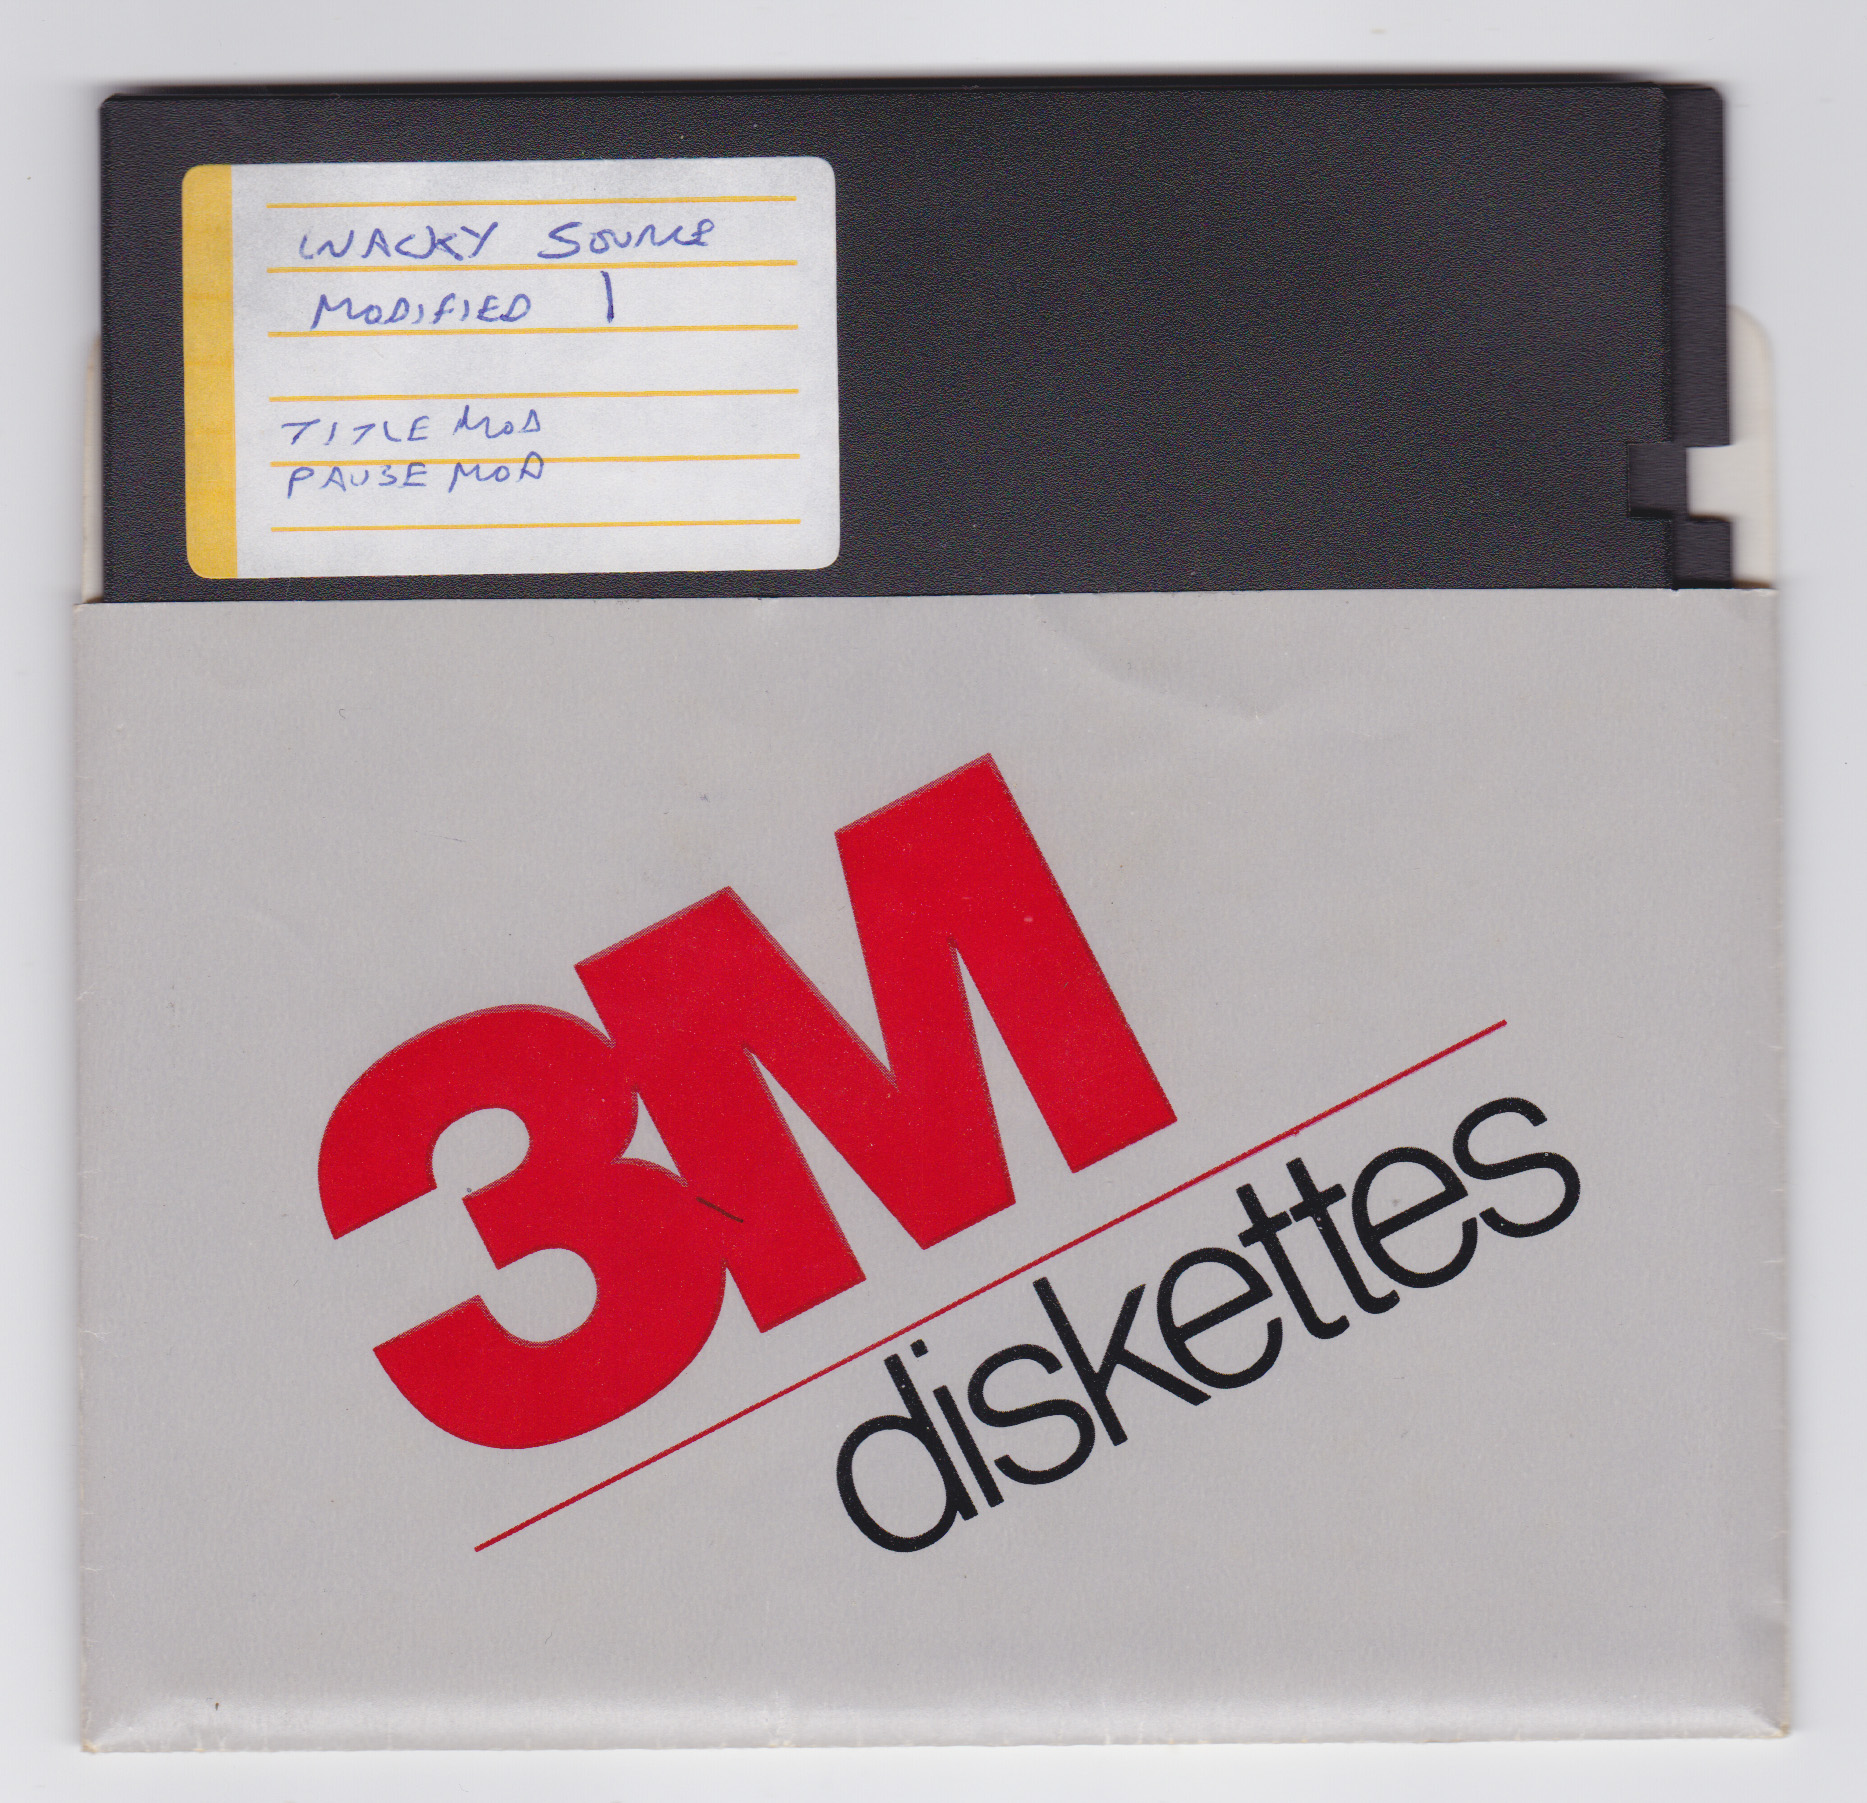 WACKY SOURCE
MODIFIED 1
TITLE MOD
PAUSE MOD
3M
diskettes